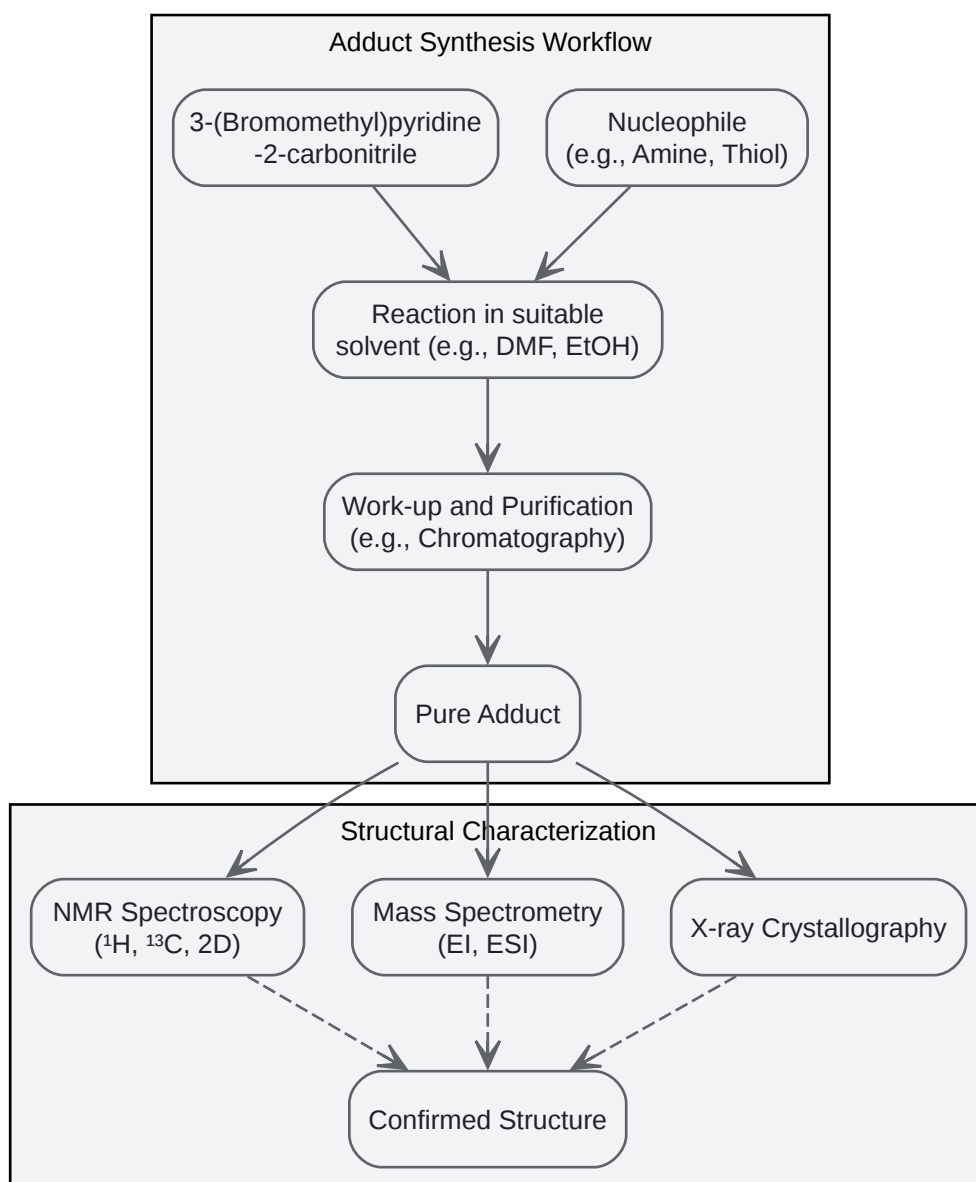 Adduct Synthesis Workflow
3-(Bromomethyl)pyridine
-2-carbonitrile
Nucleophile
(e.g., Amine, Thiol)
Reaction in suitable
solvent (e.g., DMF, EtOH)
Work-up and Purification
(e.g., Chromatography)
Pure Adduct
Structural Characterization
NMR Spectroscopy
(¹H, ¹³C, 2D)
Mass Spectrometry
(EI, ESI)
X-ray Crystallography
Confirmed Structure